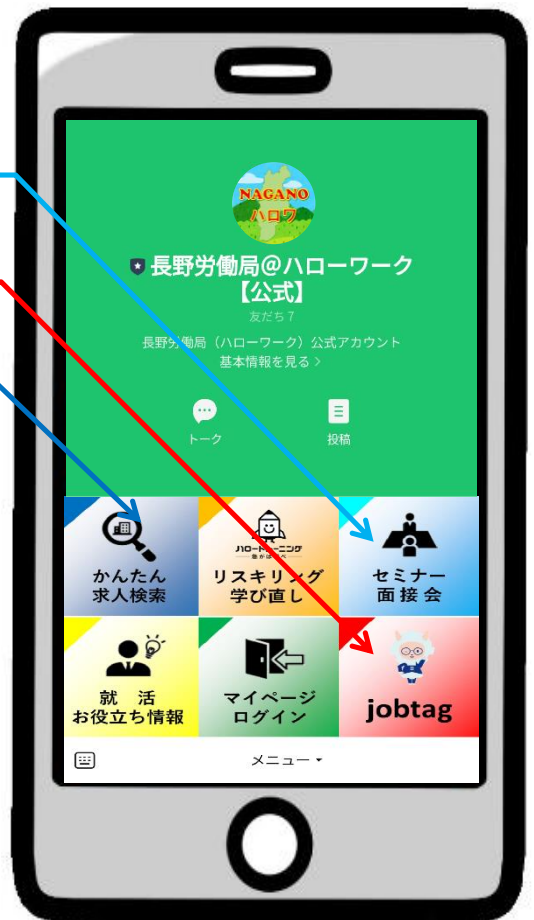 NAGANO
ハロワ
長野労働局@ハローワーク
【公式】
友だち 7
長野労働局（ハローワーク）公式アカウント
基本情報を見る
トーク
投稿
かんたん
求人検索
ハロートレーニング
リスキリング
学び直し
セミナー
面接会
就 活
お役立ち情報
マイページ
ログイン
jobtag
メニュー